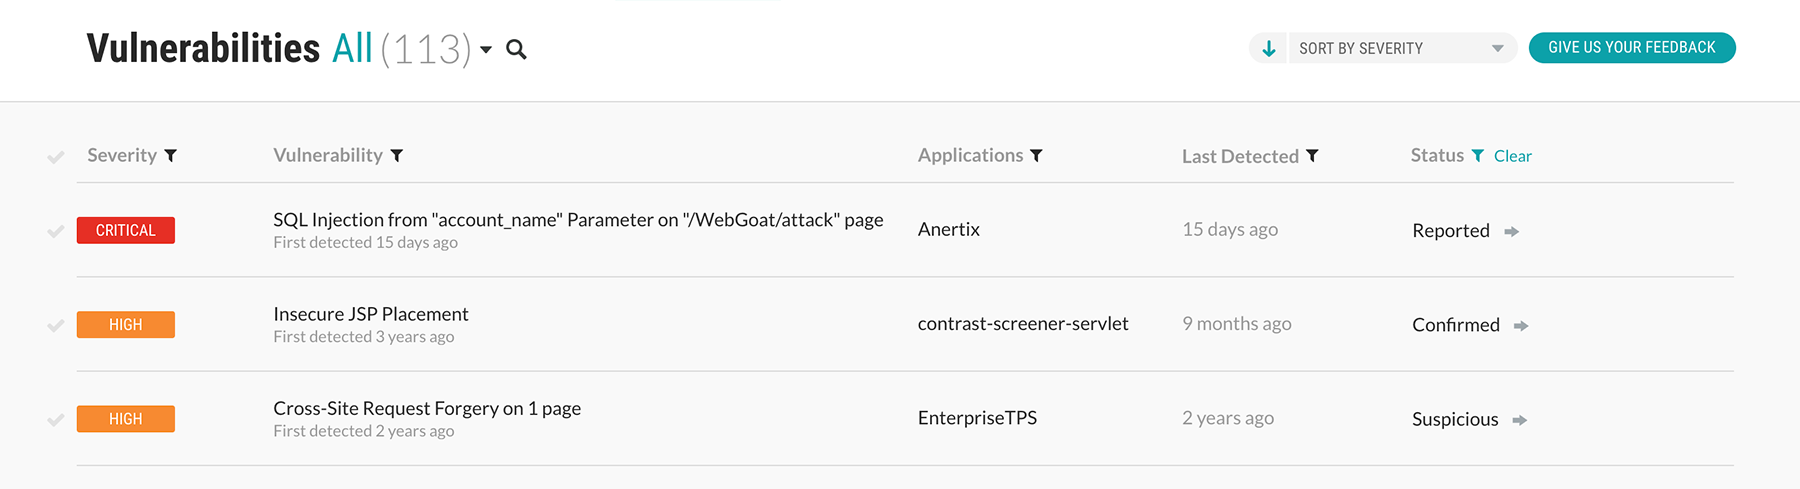 Vulnerabilities All (113)
SORT BY SEVERITY
GIVE US YOUR FEEDBACK
Severity Vulnerability Applications Last Detected Status Clear
CRITICAL
SQL Injection from "account_name" Parameter on "/WebGoat/attack" page
First detected 15 days ago
Anertix
15 days ago
Reported
HIGH
Insecure JSP Placement
First detected 3 years ago
contrast-screener-servlet
9 months ago
Confirmed
HIGH
Cross-Site Request Forgery on 1 page
First detected 2 years ago
EnterpriseTPS
2 years ago
Suspicious